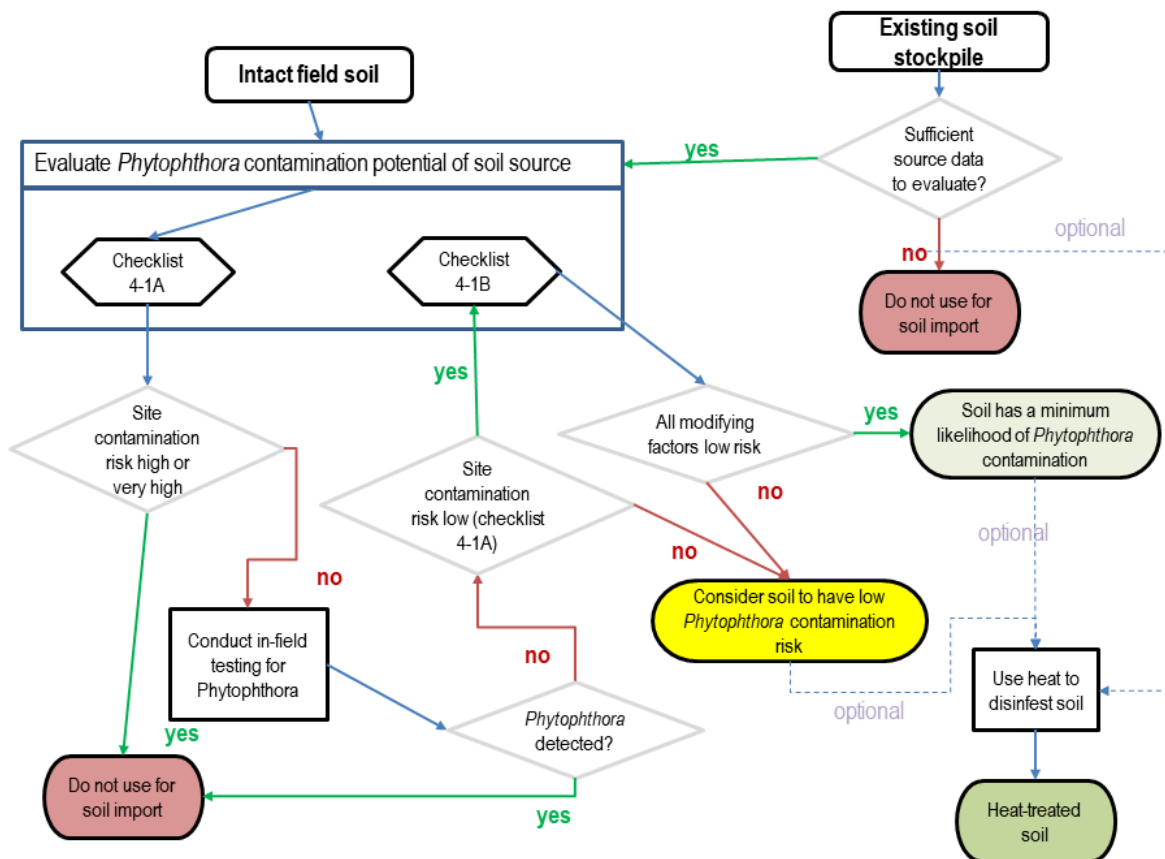 Existing soil
stockpile
Intact field soil
Evaluate Phytophthora contamination potential of soil source
yes
Sufficient
source data
to evaluate?
optional
no
Checklist
4-1A
Checklist
4-1B
Do not use for
soil import
yes
Site
contamination
risk high or
very high
All modifying
factors low risk
yes
Soil has a minimum
likelihood of Phytophthora
contamination
Site
contamination
risk low (checklist
4-1A)
no
optional
no
no
Consider soil to have low
Phytophthora contamination
risk
Conduct in-field
testing for
Phytophthora
no
Use heat to
disinfest soil
optional
Phytophthora
detected?
yes
Do not use for
soil import
yes
Heat-treated
soil